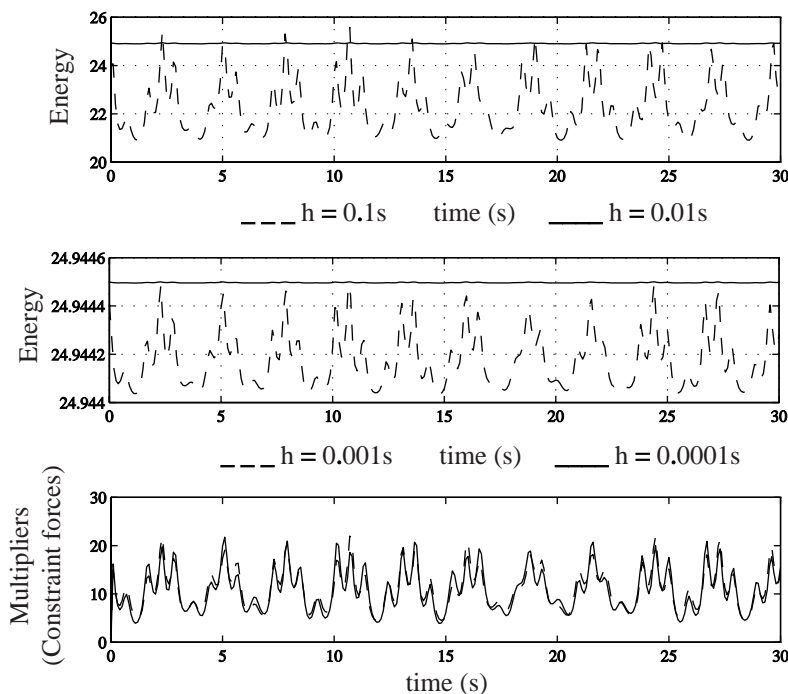 26
24
22
20
Energy
0 5 10 15 20 25 30
h = 0.1s time (s) h = 0.01s
24.9446
24.9444
24.9442
24.944
Energy
0 5 10 15 20 25 30
h = 0.001s time (s) h = 0.0001s
30
20
10
0
Multipliers
(Constraint forces)
0 5 10 15 20 25 30
time (s)